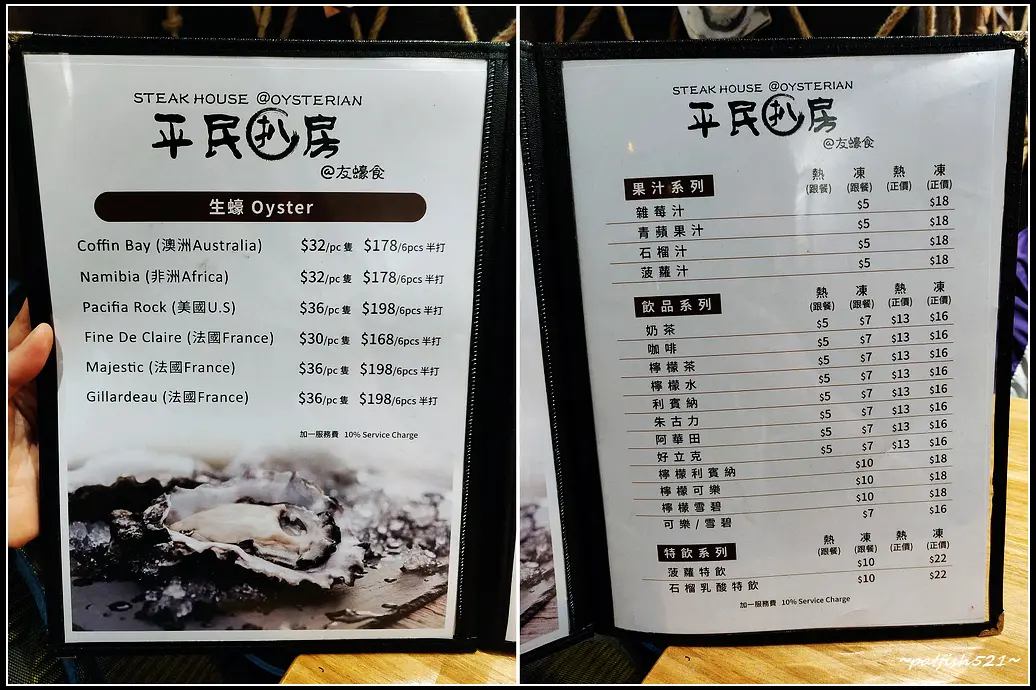 STEAK HOUSE @OYSTERIAN
平民扒房
@友蠔食
生蠔 Oyster
Coffin Bay (澳洲Australia) $32/pc 隻 $178/6pcs 半打
Namibia (非洲Africa) $32/pc 隻 $178/6pcs 半打
Pacifia Rock (美國U.S) $36/pc 隻 $198/6pcs 半打
Fine De Claire (法國France) $30/pc 隻 $168/6pcs 半打
Majestic (法國France) $36/pc 隻 $198/6pcs 半打
Gillardeau (法國France) $36/pc 隻 $198/6pcs 半打
加一服務費 10% Service Charge
STEAK HOUSE @OYSTERIAN
平民扒房
@友蠔食
果汁系列 熱(跟餐) 凍(跟餐) 熱(正價) 凍(正價)
雜莓汁 $5 $18
青蘋果汁 $5 $18
石榴汁 $5 $18
菠蘿汁 $5 $18
飲品系列 熱(跟餐) 凍(跟餐) 熱(正價) 凍(正價)
奶茶 $5 $7 $13 $16
咖啡 $5 $7 $13 $16
檸檬茶 $5 $7 $13 $16
檸檬水 $5 $7 $13 $16
利賓納 $5 $7 $13 $16
朱古力 $5 $7 $13 $16
阿華田 $5 $7 $13 $16
好立克 $5 $7 $13 $16
檸檬利賓納 $10 $18
檸檬可樂 $10 $18
檸檬雪碧 $10 $18
可樂/雪碧 $7 $16
特飲系列 熱(跟餐) 凍(跟餐) 熱(正價) 凍(正價)
菠蘿特飲 $10 $22
石榴乳酸特飲 $10 $22
加一服務費 10% Service Charge
~patfish521~